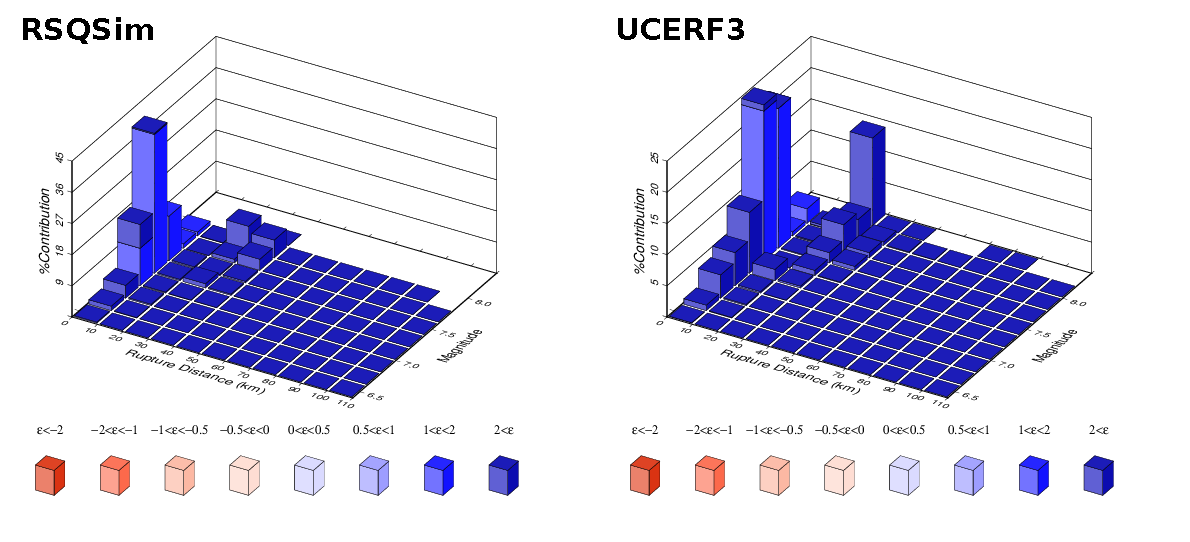 RSQSim
%Contribution
9
18
27
36
45
0
10
20
30
40
50
60
70
80
90
100
110
Rupture Distance (km)
6.5
7.0
7.5
8.0
Magnitude
ε<−2
−2<ε<−1
−1<ε<−0.5
−0.5<ε<0
0<ε<0.5
0.5<ε<1
1<ε<2
2<ε
UCERF3
%Contribution
5
10
15
20
25
0
10
20
30
40
50
60
70
80
90
100
110
Rupture Distance (km)
6.5
7.0
7.5
8.0
Magnitude
ε<−2
−2<ε<−1
−1<ε<−0.5
−0.5<ε<0
0<ε<0.5
0.5<ε<1
1<ε<2
2<ε